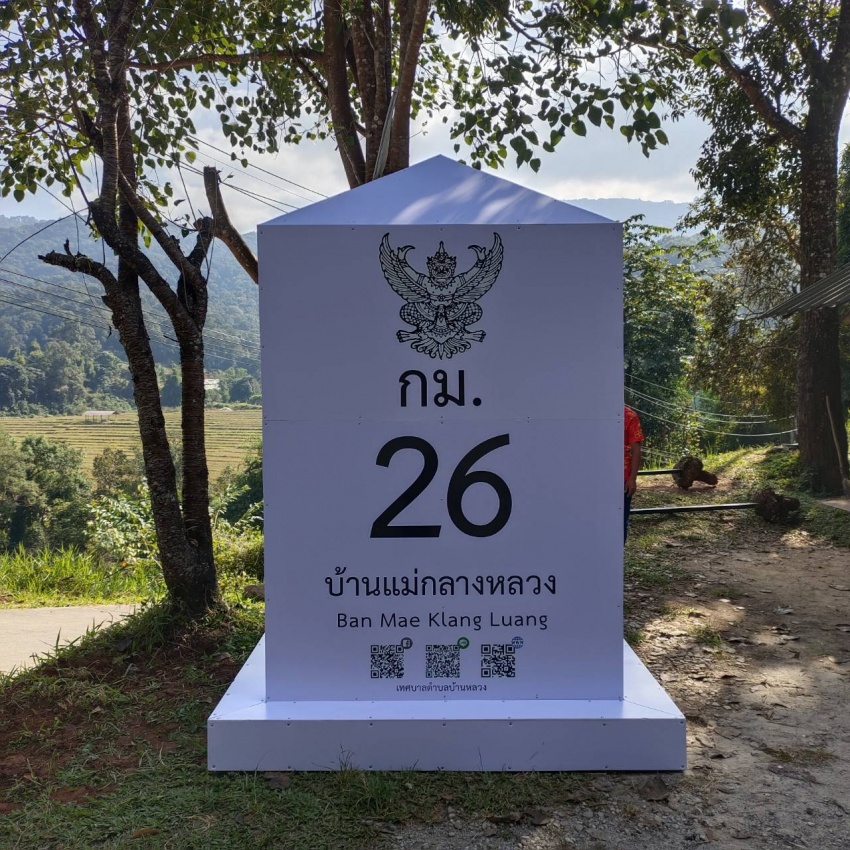 กม.
26
บ้านแม่กลางหลวง
Ban Mae Klang Luang
เทศบาลตำบลบ้านหลวง